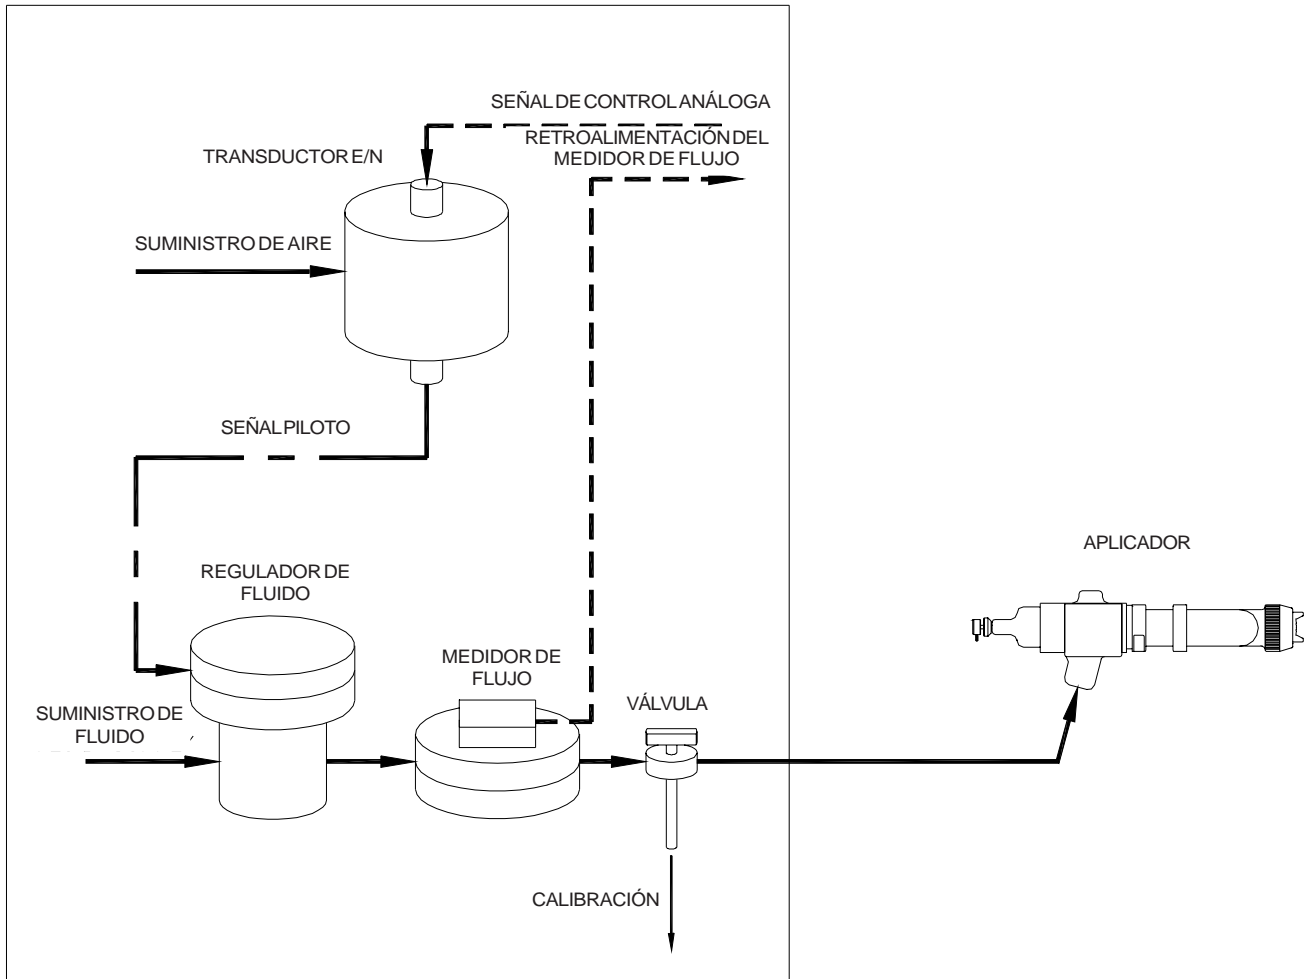 SEÑAL DE CONTROL ANÁLOGA
RETROALIMENTACIÓN DEL
MEDIDOR DE FLUJO
TRANSDUCTOR E/N
SUMINISTRO DE AIRE
SEÑAL PILOTO
APLICADOR
REGULADOR DE
FLUIDO
MEDIDOR DE
FLUJO
VÁLVULA
SUMINISTRO DE
FLUIDO
CALIBRACIÓN